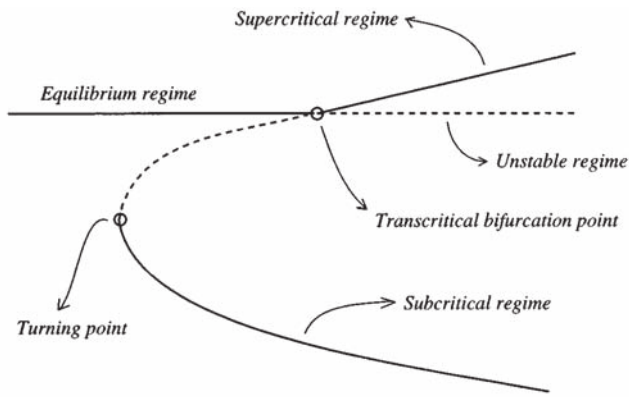 Supercritical regime
Equilibrium regime
Unstable regime
Transcritical bifurcation point
Subcritical regime
Turning point